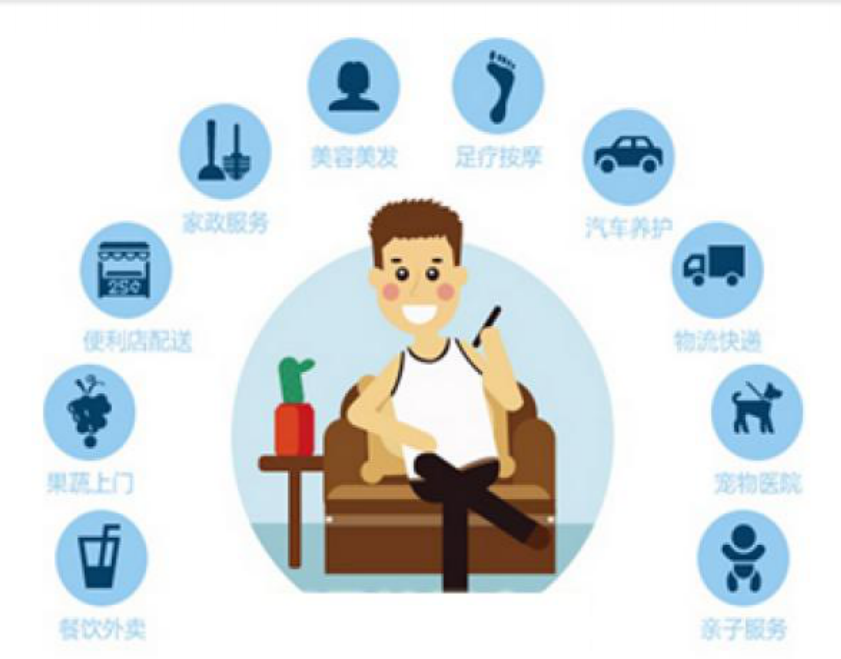 美容美发
足疗按摩
家政服务
汽车养护
25¢
便利店配送
物流快递
果蔬上门
宠物医院
餐饮外卖
亲子服务